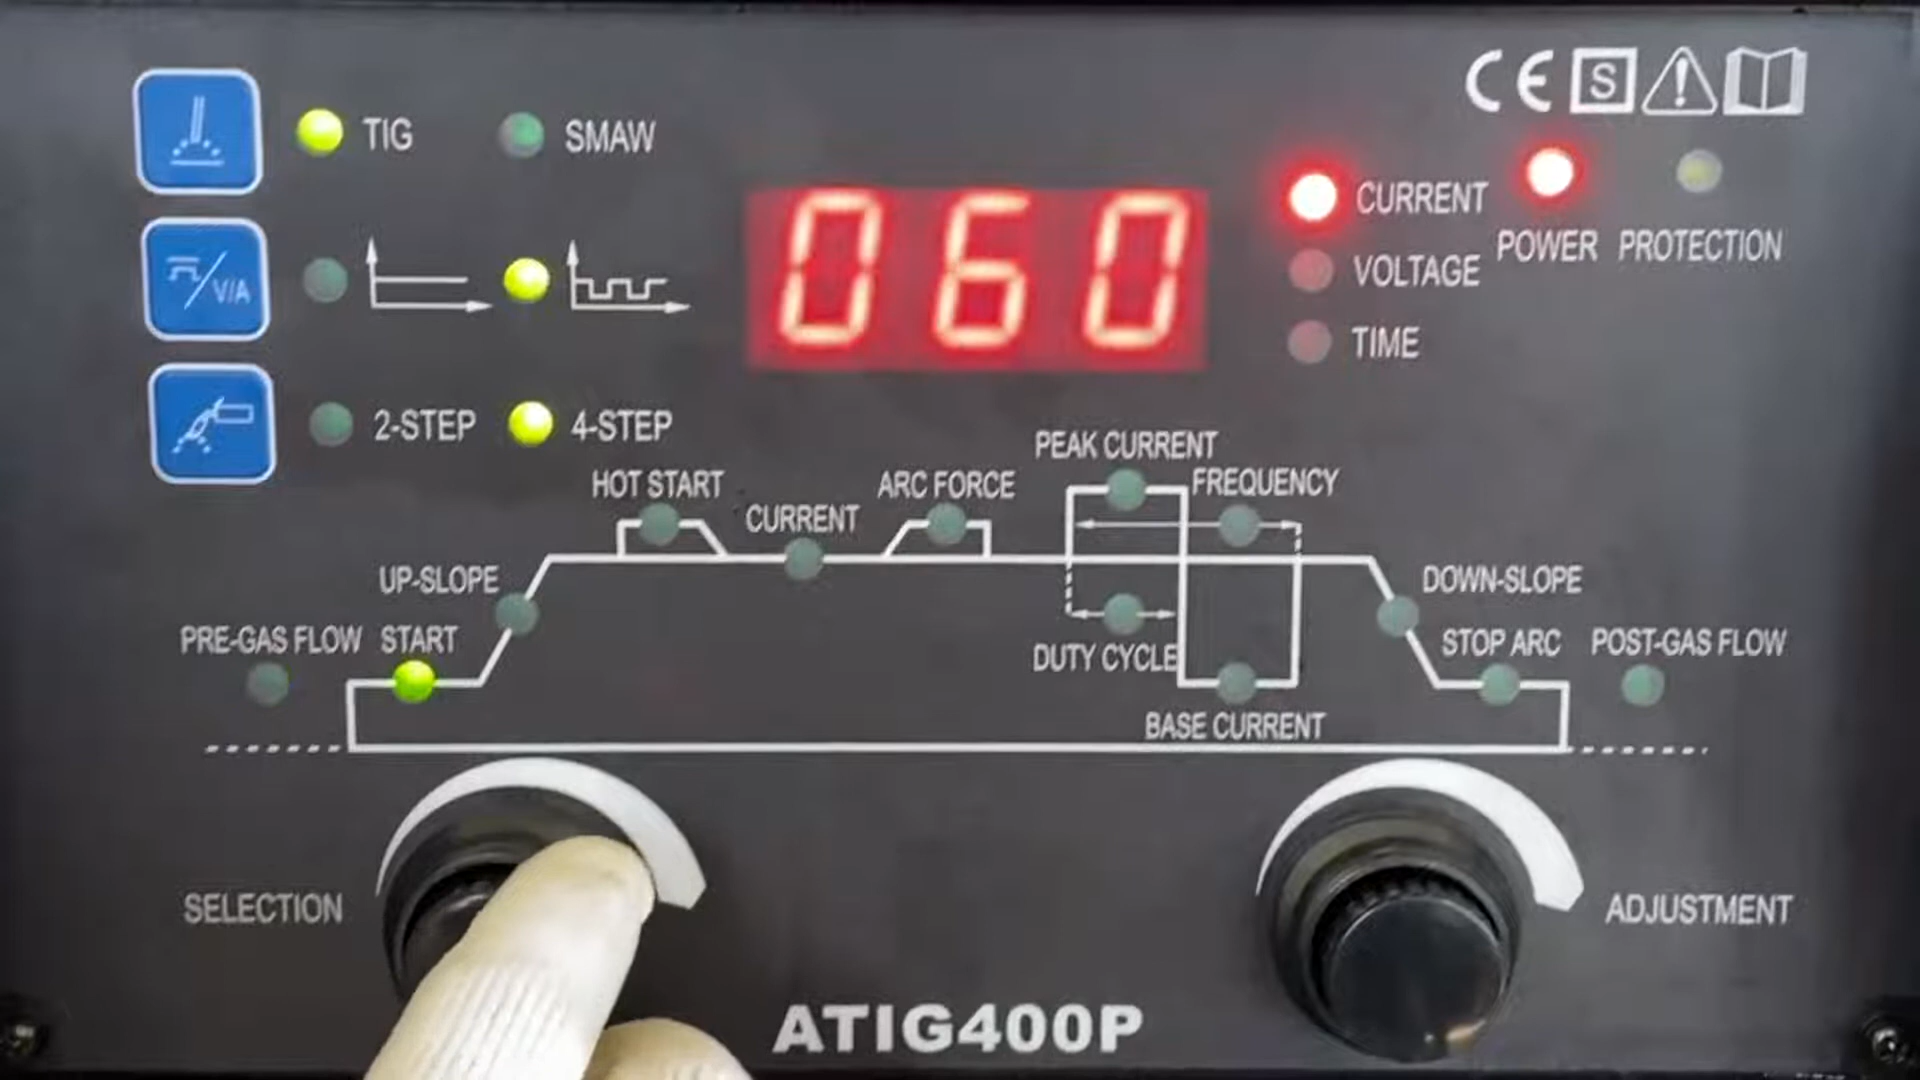 CE S
TIG SMAW
CURRENT
VOLTAGE
TIME
POWER PROTECTION
V/A
060
2-STEP 4-STEP
PEAK CURRENT
HOT START
ARC FORCE
FREQUENCY
CURRENT
UP-SLOPE
DOWN-SLOPE
PRE-GAS FLOW START
STOP ARC POST-GAS FLOW
DUTY CYCLE
BASE CURRENT
SELECTION
ADJUSTMENT
ATIG400P